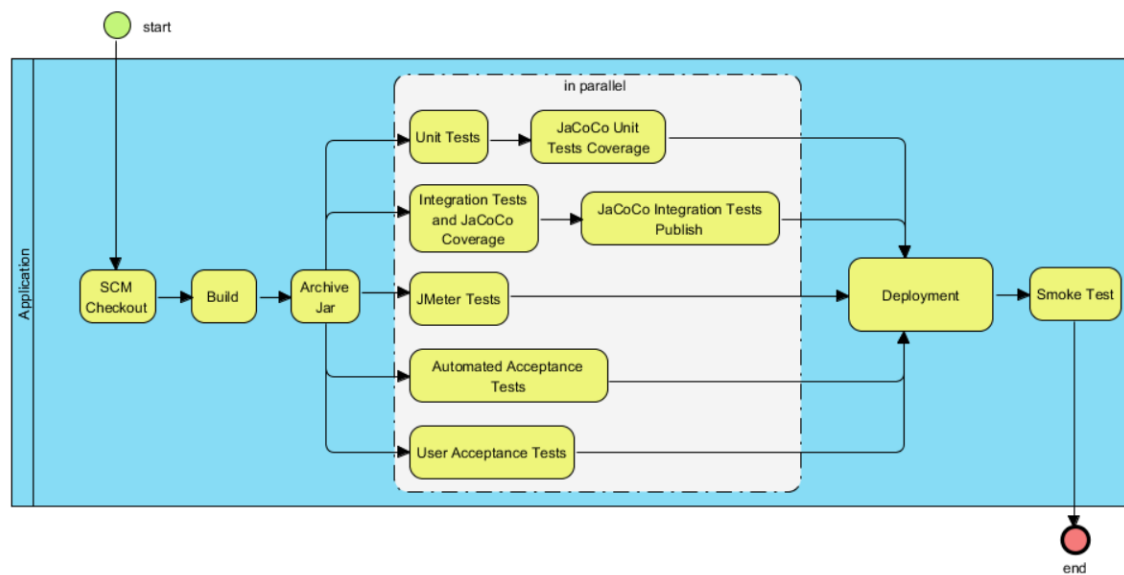 start
in parallel
Unit Tests
JaCoCo Unit
Tests Coverage
Integration Tests
and JaCoCo
Coverage
JaCoCo Integration Tests
Publish
Application
SCM
Checkout
Build
Archive
Jar
JMeter Tests
Deployment
Smoke Test
Automated Acceptance
Tests
User Acceptance Tests
end